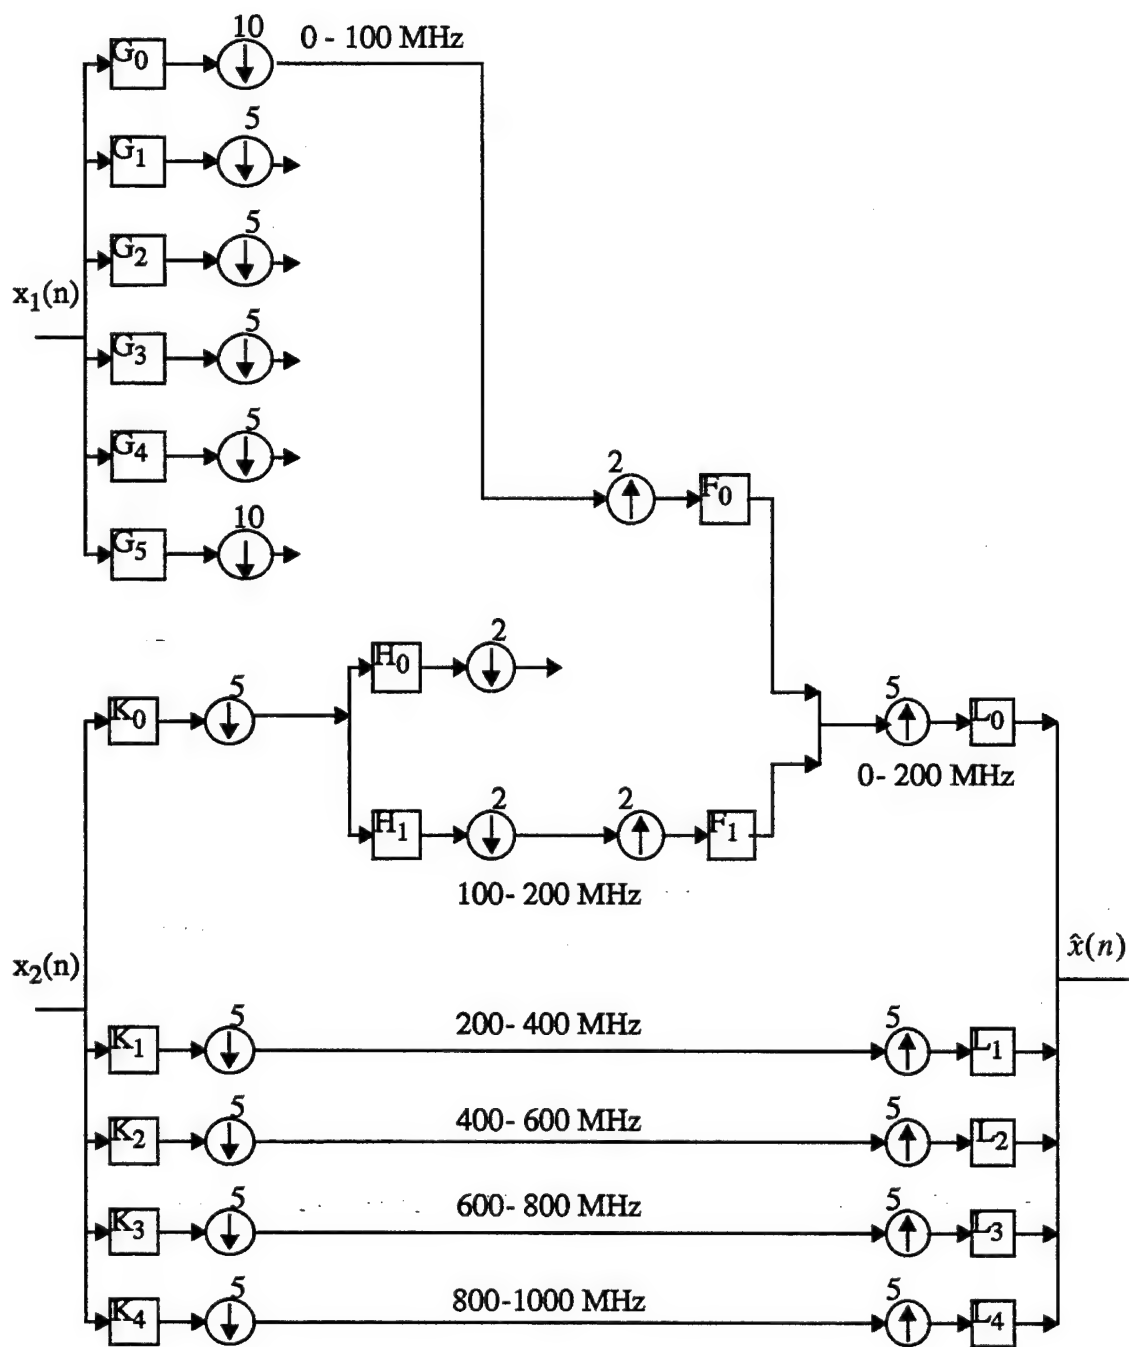 10
0 - 100 MHz
G0
5
G1
5
G2
x1(n)
5
G3
5
G4
2
F0
10
G5
2
H0
5
K0
5
L0
0- 200 MHz
2
2
H1
F1
100- 200 MHz
x2(n)
x̂(n)
5
200- 400 MHz
5
K1
L1
5
400- 600 MHz
5
K2
L2
5
600- 800 MHz
5
K3
L3
5
800-1000 MHz
5
K4
L4